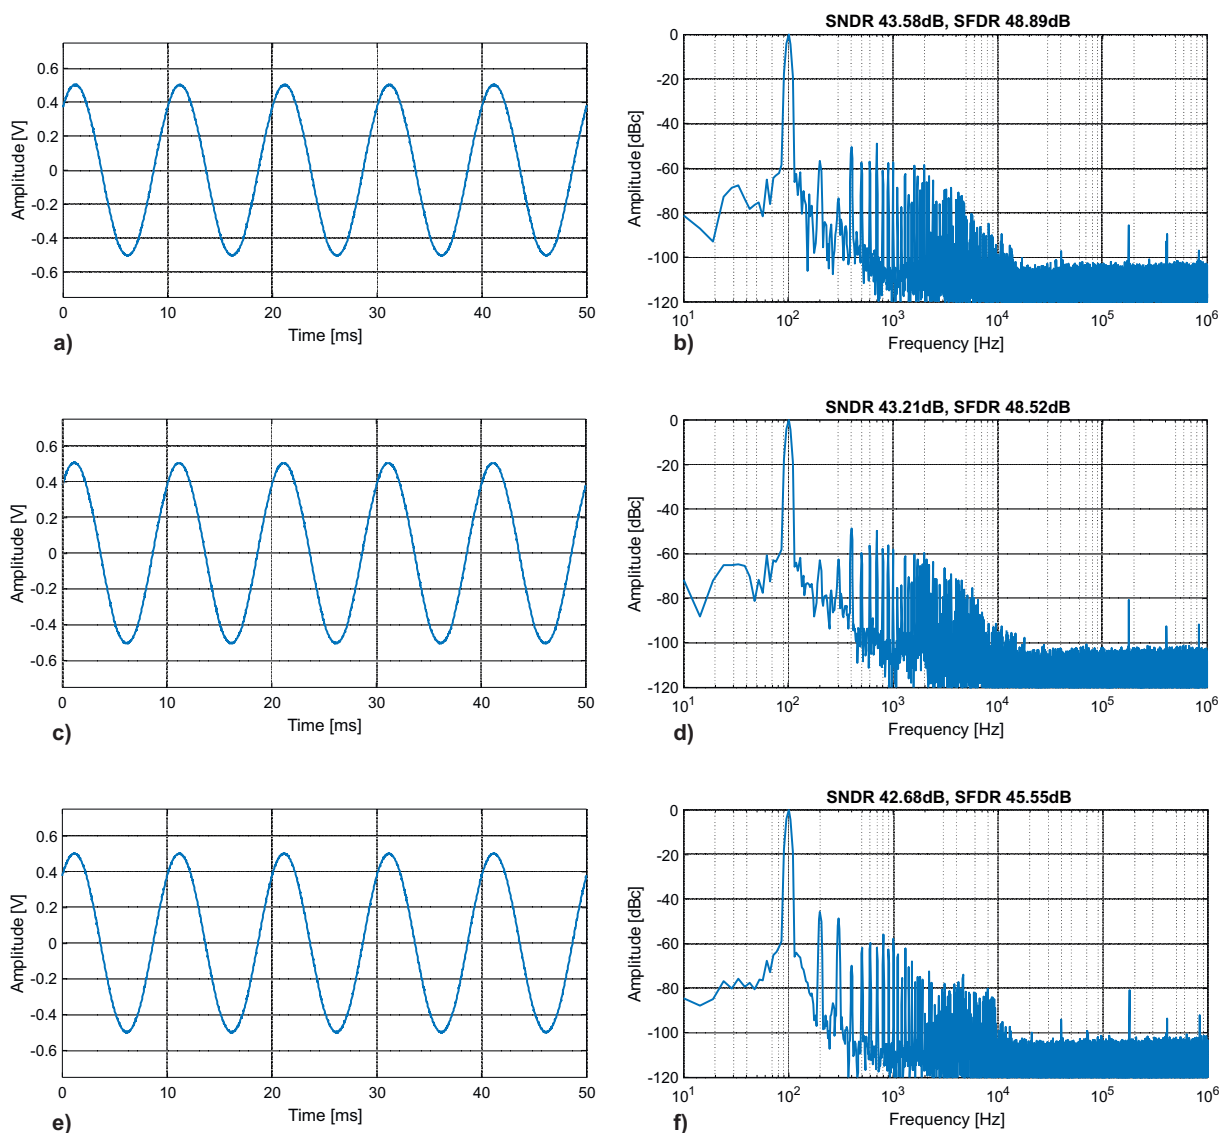 SNDR 43.58dB, SFDR 48.89dB
0.6
0.4
0.2
0
-0.2
-0.4
-0.6
Amplitude [V]
0 10 20 30 40 50
Time [ms]
a)
0
-20
-40
-60
-80
-100
-120
Amplitude [dBc]
10^1 10^2 10^3 10^4 10^5 10^6
Frequency [Hz]
b)
SNDR 43.21dB, SFDR 48.52dB
0.6
0.4
0.2
0
-0.2
-0.4
-0.6
Amplitude [V]
0 10 20 30 40 50
Time [ms]
c)
0
-20
-40
-60
-80
-100
-120
Amplitude [dBc]
10^1 10^2 10^3 10^4 10^5 10^6
Frequency [Hz]
d)
SNDR 42.68dB, SFDR 45.55dB
0.6
0.4
0.2
0
-0.2
-0.4
-0.6
Amplitude [V]
0 10 20 30 40 50
Time [ms]
e)
0
-20
-40
-60
-80
-100
-120
Amplitude [dBc]
10^1 10^2 10^3 10^4 10^5 10^6
Frequency [Hz]
f)